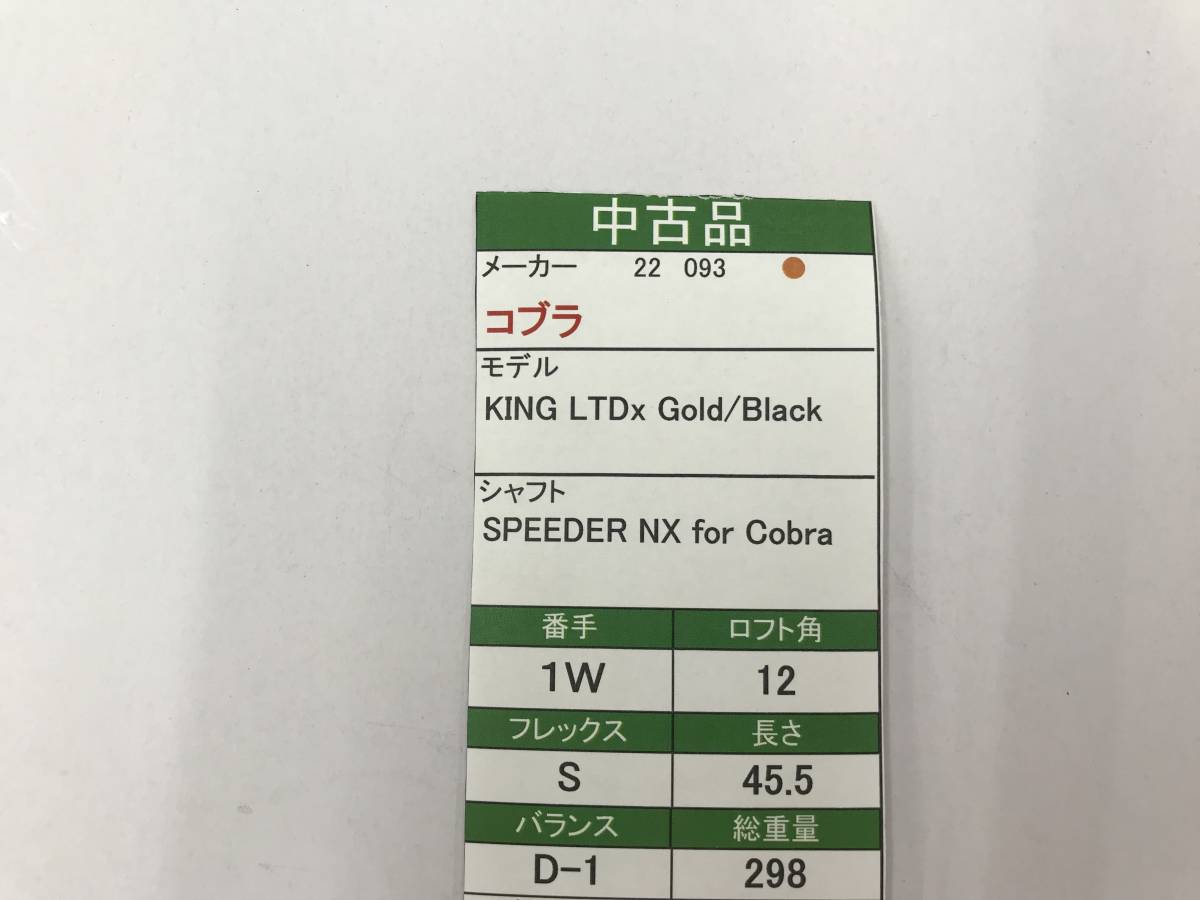 中古品
メーカー 22 093
コブラ
モデル
KING LTDx Gold/Black
シャフト
SPEEDER NX for Cobra
番手 ロフト角
1W 12
フレックス 長さ
S 45.5
バランス 総重量
D-1 298